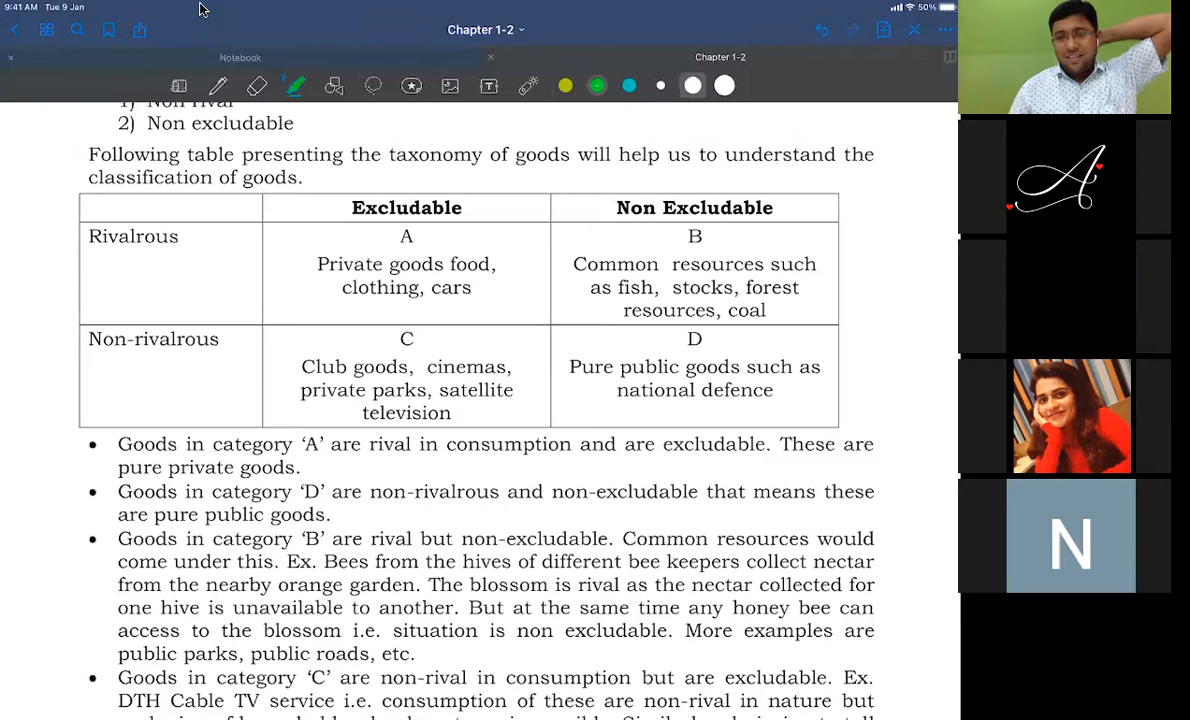 9:41 AM Tue 9 Jan
50%
Chapter 1-2
Notebook
Chapter 1-2
1) Non rival
2) Non excludable
Following table presenting the taxonomy of goods will help us to understand the
classification of goods.
Excludable
Non Excludable
Rivalrous
A
Private goods food,
clothing, cars
B
Common resources such
as fish, stocks, forest
resources, coal
Non-rivalrous
C
Club goods, cinemas,
private parks, satellite
television
D
Pure public goods such as
national defence
• Goods in category ‘A’ are rival in consumption and are excludable. These are
pure private goods.
• Goods in category ‘D’ are non-rivalrous and non-excludable that means these
are pure public goods.
• Goods in category ‘B’ are rival but non-excludable. Common resources would
come under this. Ex. Bees from the hives of different bee keepers collect nectar
from the nearby orange garden. The blossom is rival as the nectar collected for
one hive is unavailable to another. But at the same time any honey bee can
access to the blossom i.e. situation is non excludable. More examples are
public parks, public roads, etc.
• Goods in category ‘C’ are non-rival in consumption but are excludable. Ex.
DTH Cable TV service i.e. consumption of these are non-rival in nature but
A
N